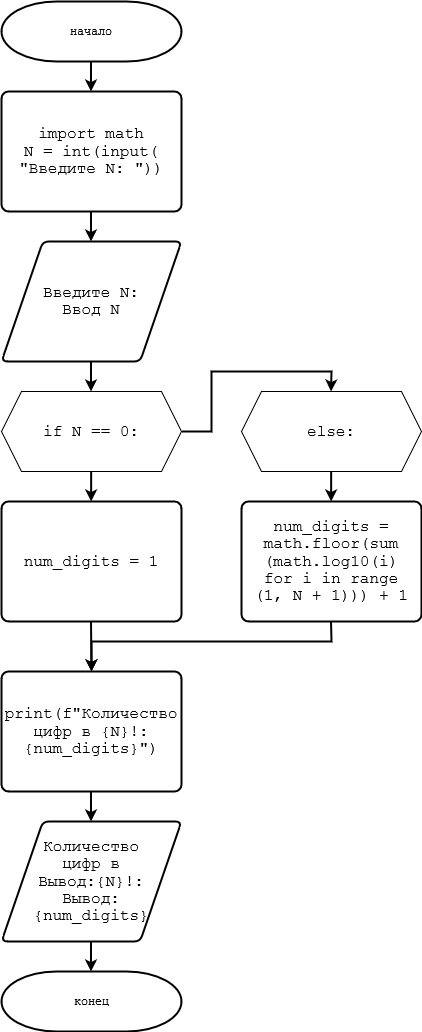 начало
import math
N = int(input(
"Введите N: "))
Введите N:
Ввод N
if N == 0:
else:
num_digits = 1
num_digits =
math.floor(sum
(math.log10(i)
for i in range
(1, N + 1))) + 1
print(f"Количество
цифр в {N}!:
{num_digits}")
Количество
цифр в
Вывод:{N}!:
Вывод:
{num_digits}
конец